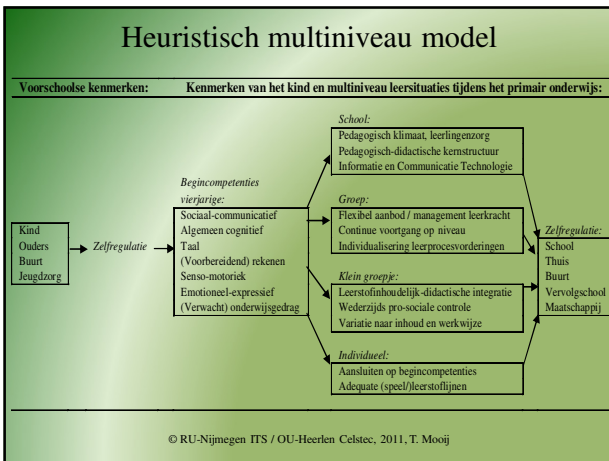 Heuristisch multiniveau model
Voorschoolse kenmerken: Kenmerken van het kind en multiniveau leersituaties tijdens het primair onderwijs:
Kind
Ouders
Buurt
Jeugdzorg
Zelfregulatie
Begincompetenties
vierjarige:
Sociaal-communicatief
Algemeen cognitief
Taal
(Voorbereidend) rekenen
Senso-motoriek
Emotioneel-expressief
(Verwacht) onderwijsgedrag
School:
Pedagogisch klimaat, leerlingenzorg
Pedagogisch-didactische kernstructuur
Informatie en Communicatie Technologie
Groep:
Flexibel aanbod / management leerkracht
Continue voortgang op niveau
Individualisering leerprocesvorderingen
Klein groepje:
Leerstofinhoudelijk-didactische integratie
Wederzijds pro-sociale controle
Variatie naar inhoud en werkwijze
Individueel:
Aansluiten op begincompetenties
Adequate (speel/)leerstoflijnen
Zelfregulatie:
School
Thuis
Buurt
Vervolgschool
Maatschappij
© RU-Nijmegen ITS / OU-Heerlen Celstec, 2011, T. Mooij